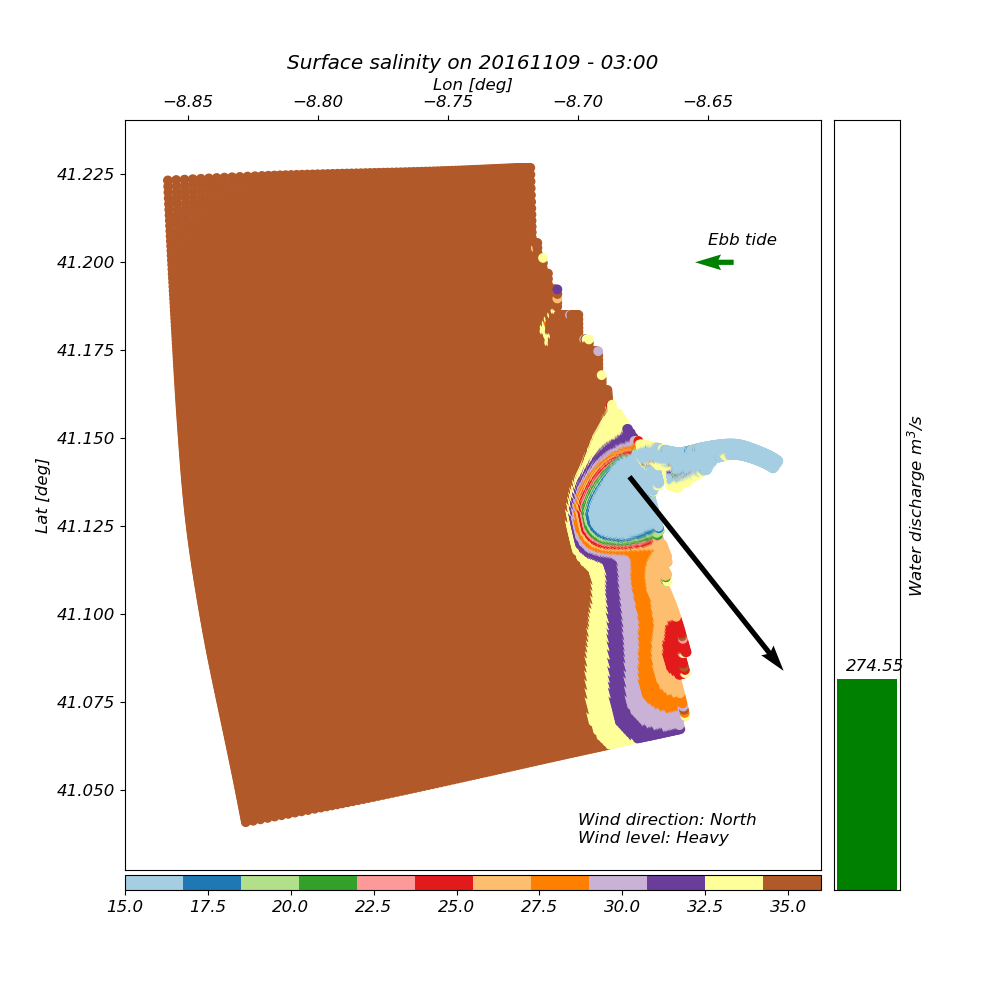 Surface salinity on 20161109 - 03:00
Lon [deg]
−8.85 −8.80 −8.75 −8.70 −8.65
41.225
41.200
41.175
41.150
41.125
41.100
41.075
41.050
Lat [deg]
Ebb tide
Wind direction: North
Wind level: Heavy
Water discharge m³/s
274.55
15.0 17.5 20.0 22.5 25.0 27.5 30.0 32.5 35.0